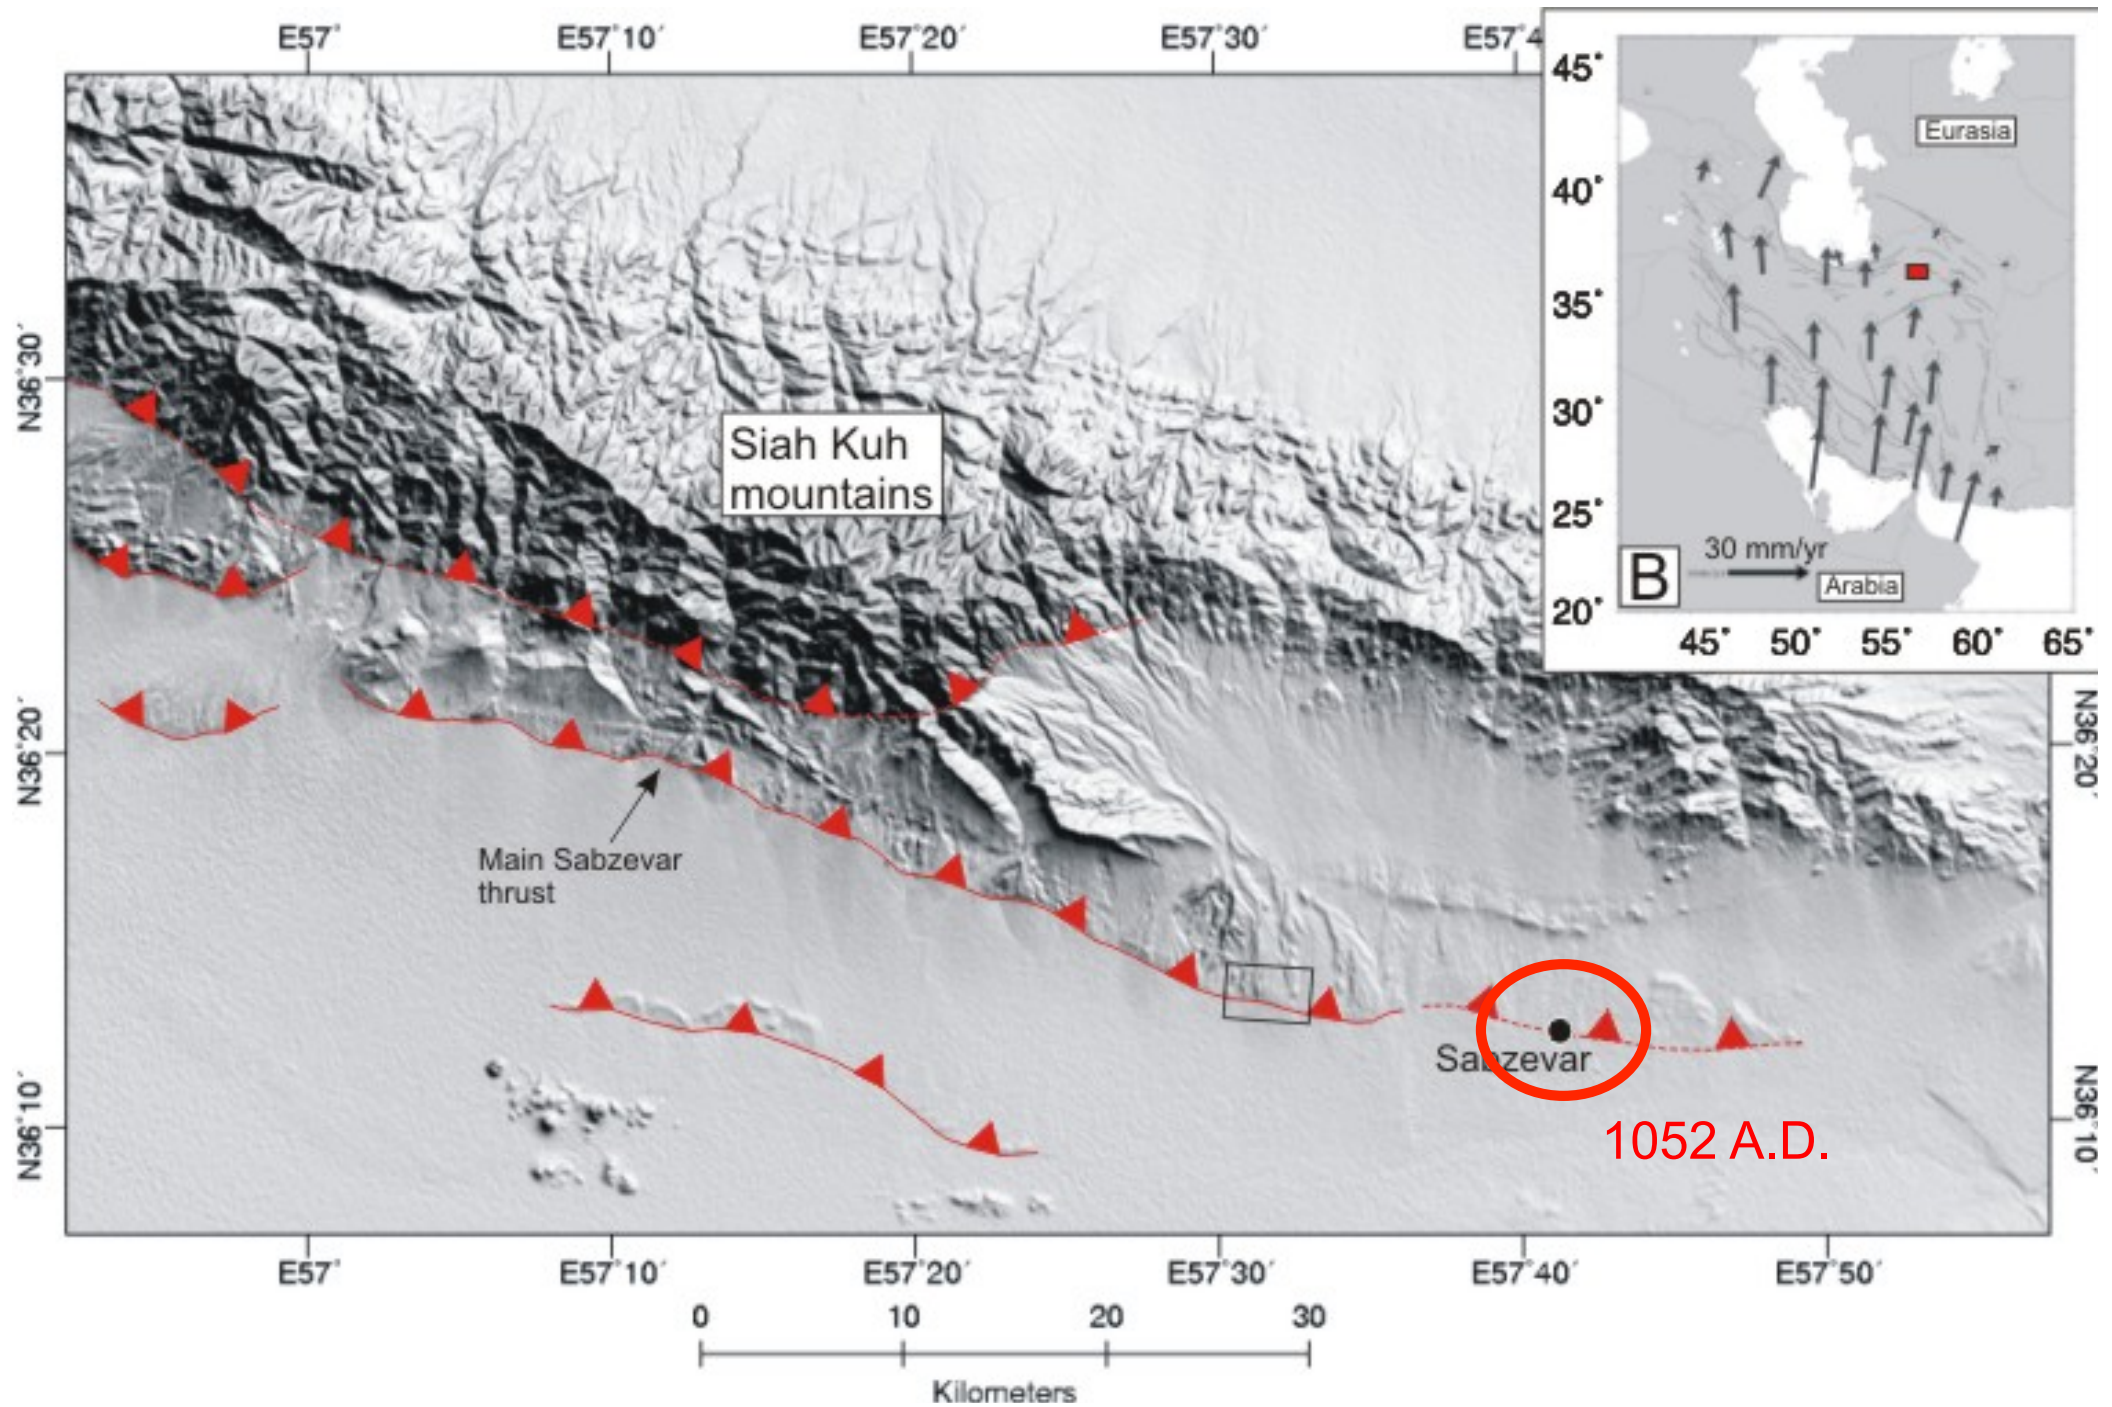 E57˚
E57˚10′
E57˚20′
E57˚30′
E57˚4
45˚
40˚
35˚
30˚
25˚
20˚
Eurasia
30 mm/yr
B
Arabia
45˚
50˚
55˚
60˚
65˚
N36˚30′
Siah Kuh
mountains
N36˚20′
N36˚20′
Main Sabzevar
thrust
Sabzevar
1052 A.D.
N36˚10′
N36˚10′
E57˚
E57˚10′
E57˚20′
E57˚30′
E57˚40′
E57˚50′
0
10
20
30
Kilometers